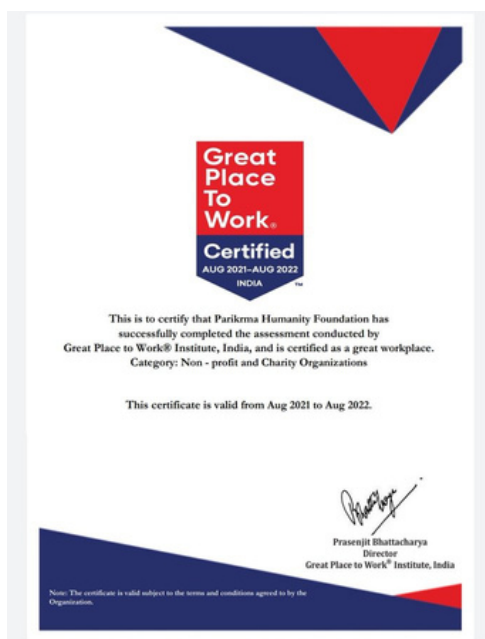 Great
Place
To
Work®
Certified
AUG 2021–AUG 2022
INDIA
TM
This is to certify that Parikrma Humanity Foundation has
successfully completed the assessment conducted by
Great Place to Work® Institute, India, and is certified as a great workplace.
Category: Non - profit and Charity Organizations
This certificate is valid from Aug 2021 to Aug 2022.
Prasenjit Bhattacharya
Director
Great Place to Work® Institute, India
Note: The certificate is valid subject to the terms and conditions agreed to by the
Organization.